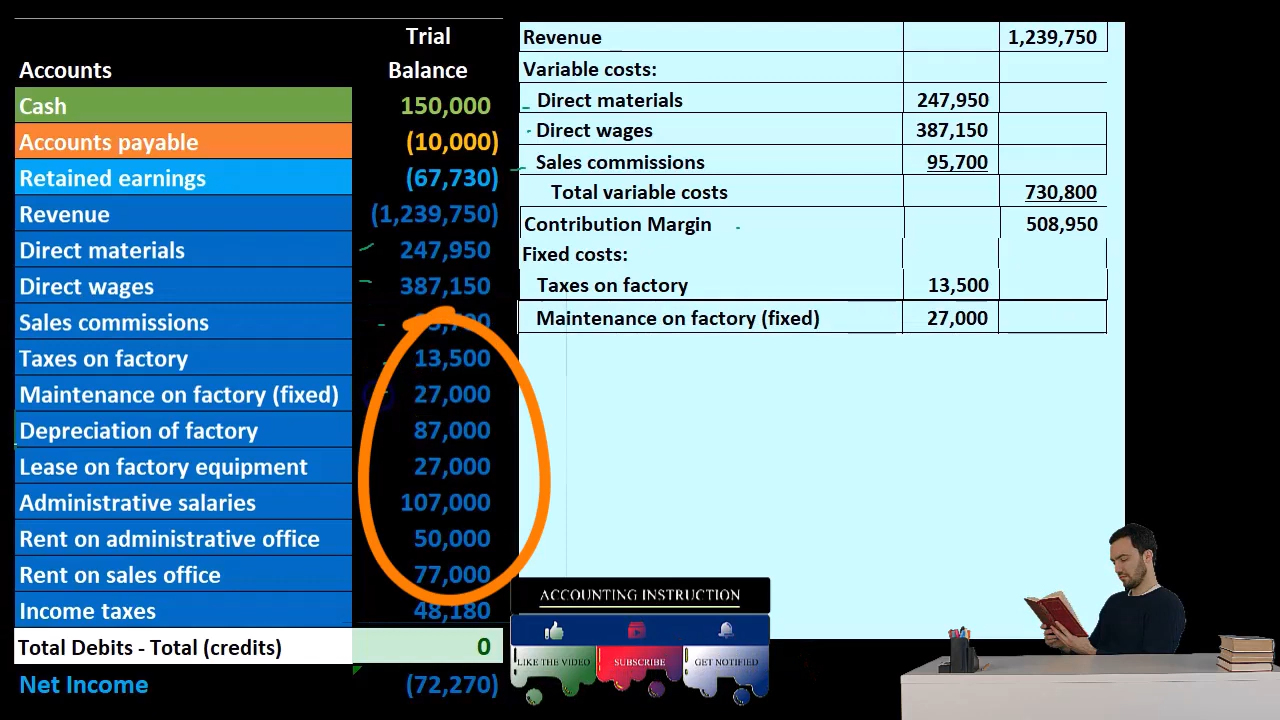 Trial
Accounts Balance
Cash 150,000
Accounts payable (10,000)
Retained earnings (67,730)
Revenue (1,239,750)
Direct materials 247,950
Direct wages 387,150
Sales commissions
Taxes on factory 13,500
Maintenance on factory (fixed) 27,000
Depreciation of factory 87,000
Lease on factory equipment 27,000
Administrative salaries 107,000
Rent on administrative office 50,000
Rent on sales office 77,000
Income taxes 48,180
Total Debits - Total (credits) 0
Net Income (72,270)
Revenue 1,239,750
Variable costs:
Direct materials 247,950
Direct wages 387,150
Sales commissions 95,700
Total variable costs 730,800
Contribution Margin 508,950
Fixed costs:
Taxes on factory 13,500
Maintenance on factory (fixed) 27,000
ACCOUNTING INSTRUCTION
LIKE THE VIDEO SUBSCRIBE GET NOTIFIED